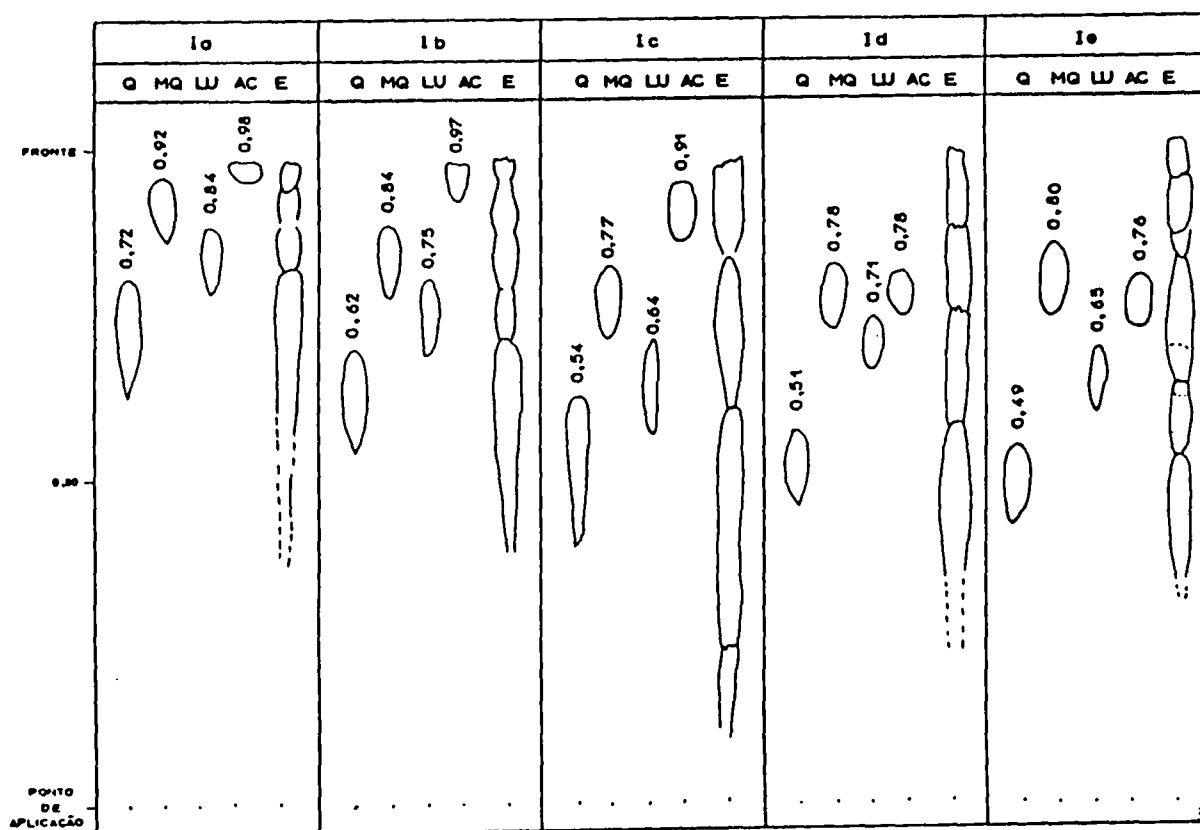 Ia Ib Ic Id Ie
Q MQ LU AC E Q MQ LU AC E Q MQ LU AC E Q MQ LU AC E Q MQ LU AC E
FRONTE
0,72 0,92 0,84 0,98
0,62 0,84 0,75 0,97
0,54 0,77 0,64 0,91
0,51 0,78 0,71 0,78
0,49 0,80 0,65 0,76
0,50
PONTO
DE
APLICAÇÃO